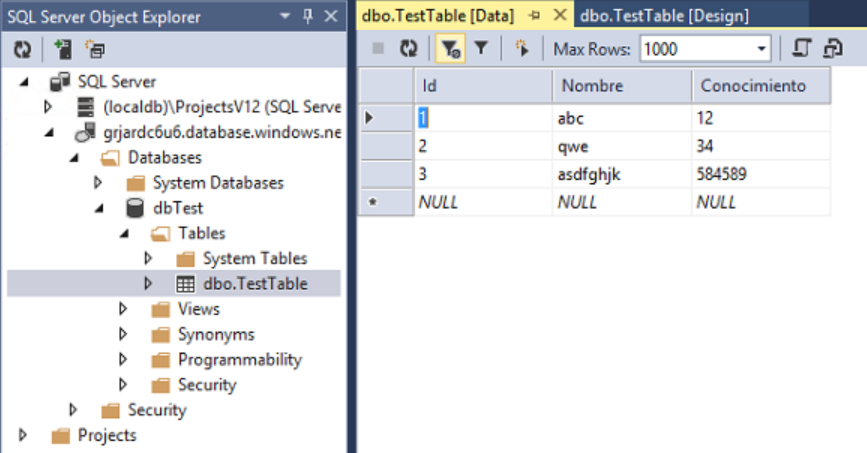 SQL Server Object Explorer
SQL Server
(localdb)\ProjectsV12 (SQL Serve
grjardc6u6.database.windows.ne
Databases
System Databases
dbTest
Tables
System Tables
dbo.TestTable
Views
Synonyms
Programmability
Security
Security
Projects
dbo.TestTable [Data] dbo.TestTable [Design]
Max Rows: 1000
Id Nombre Conocimiento
1 abc 12
2 qwe 34
3 asdfghjk 584589
NULL NULL NULL